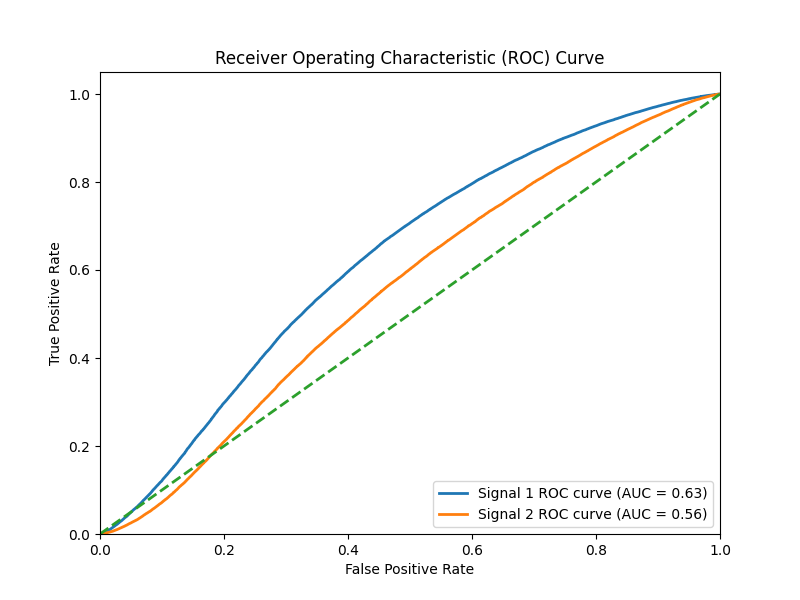 Receiver Operating Characteristic (ROC) Curve
True Positive Rate
1.0
0.8
0.6
0.4
0.2
0.0
Signal 1 ROC curve (AUC = 0.63)
Signal 2 ROC curve (AUC = 0.56)
0.0 0.2 0.4 0.6 0.8 1.0
False Positive Rate